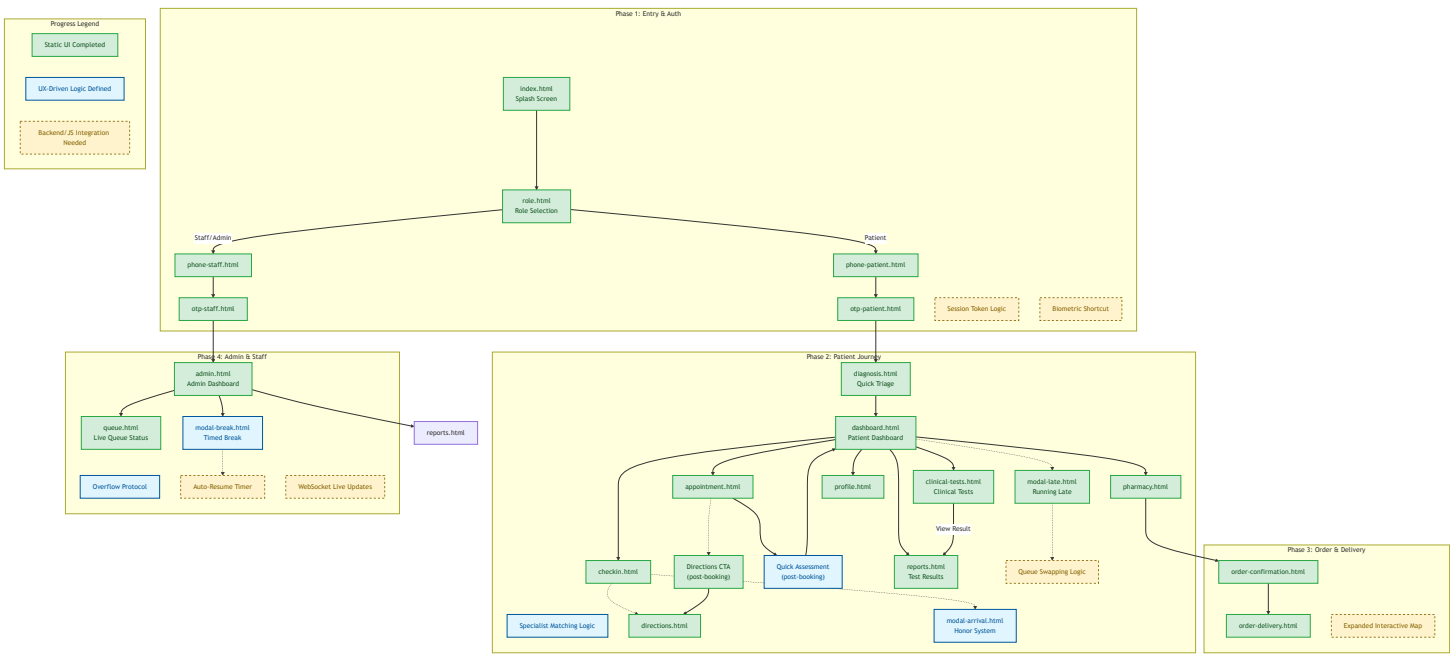 Progress Legend
Static UI Completed
UX-Driven Logic Defined
Backend/JS Integration
Needed
Phase 1: Entry & Auth
index.html
Splash Screen
role.html
Role Selection
Staff/Admin
Patient
phone-staff.html
phone-patient.html
otp-staff.html
otp-patient.html
Session Token Logic
Biometric Shortcut
Phase 4: Admin & Staff
admin.html
Admin Dashboard
queue.html
Live Queue Status
modal-break.html
Timed Break
reports.html
Overflow Protocol
Auto-Resume Timer
WebSocket Live Updates
Phase 2: Patient Journey
diagnosis.html
Quick Triage
dashboard.html
Patient Dashboard
appointment.html
profile.html
clinical-tests.html
Clinical Tests
modal-late.html
Running Late
pharmacy.html
View Result
checkin.html
Directions CTA
(post-booking)
Quick Assessment
(post-booking)
reports.html
Test Results
Queue Swapping Logic
Specialist Matching Logic
directions.html
modal-arrival.html
Honor System
Phase 3: Order & Delivery
order-confirmation.html
order-delivery.html
Expanded Interactive Map